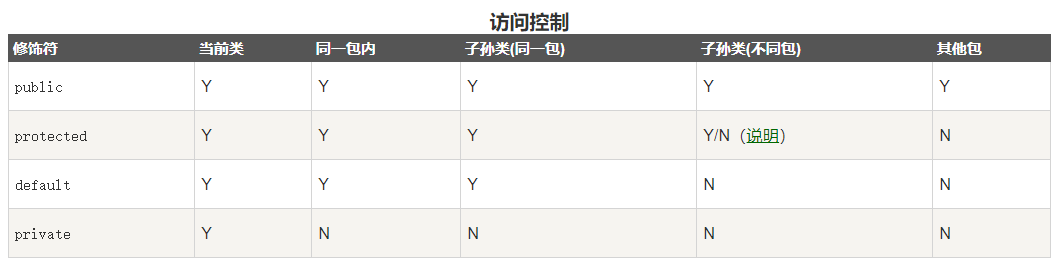 访问控制
修饰符 当前类 同一包内 子孙类(同一包) 子孙类(不同包) 其他包
public Y Y Y Y Y
protected Y Y Y Y/N（说明） N
default Y Y Y N N
private Y N N N N